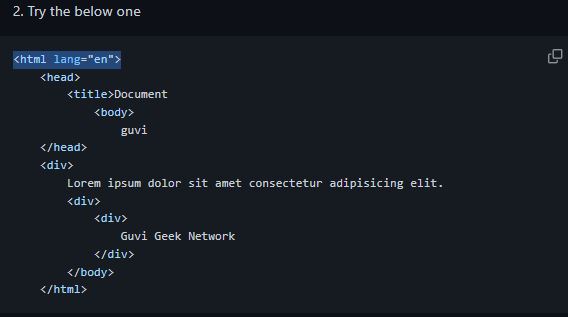 2. Try the below one
<html lang="en">
<head>
<title>Document
<body>
guvi
</head>
<div>
Lorem ipsum dolor sit amet consectetur adipisicing elit.
<div>
<div>
Guvi Geek Network
</div>
</body>
</html>